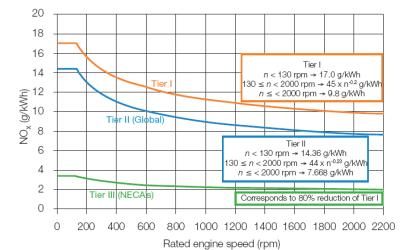 20
18
16
14
12
10
8
6
4
2
0
NOx (g/kWh)
Tier I
Tier II (Global)
Tier III (NECAs)
Tier I
n < 130 rpm → 17.0 g/kWh
130 ≤ n < 2000 rpm → 45 x n-0.2 g/kWh
n ≤ < 2000 rpm → 9.8 g/kWh
Tier II
n < 130 rpm → 14.36 g/kWh
130 ≤ n < 2000 rpm → 44 x n-0.23 g/kWh
n ≤ < 2000 rpm → 7.668 g/kWh
Corresponds to 80% reduction of Tier I
0 200 400 600 800 1000 1200 1400 1600 1800 2000 2200
Rated engine speed (rpm)